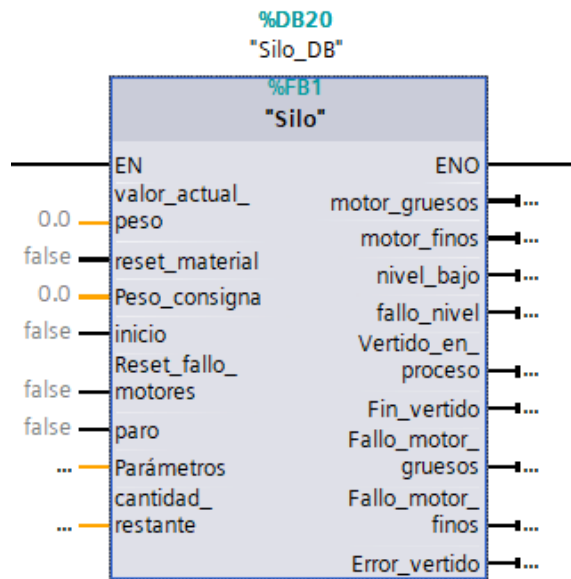 %DB20
"Silo_DB"
%FB1
"Silo"
EN ENO
valor_actual_
peso
0.0
motor_gruesos
motor_finos
false reset_material
nivel_bajo
0.0 Peso_consigna
fallo_nivel
false inicio
Vertido_en_
proceso
Reset_fallo_
motores
false
Fin_vertido
false paro
Fallo_motor_
gruesos
... Parámetros
cantidad_
restante
...
Fallo_motor_
finos
Error_vertido
...
...
...
...
...
...
...
...
...